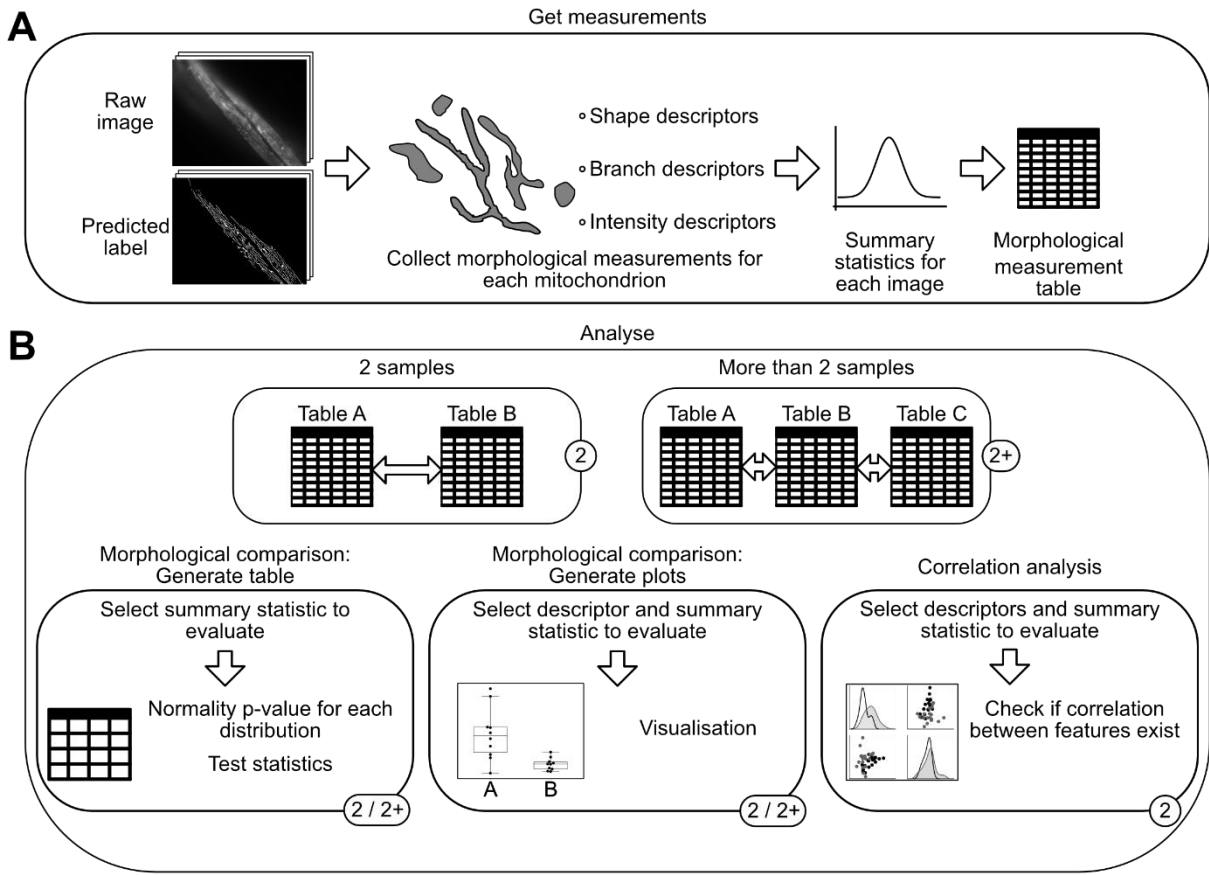 A
Get measurements
Raw
image
Predicted
label
Shape descriptors
Branch descriptors
Intensity descriptors
Collect morphological measurements for
each mitochondrion
Summary
statistics for
each image
Morphological
measurement
table
B
Analyse
2 samples
More than 2 samples
Table A
Table B
2
Table A
Table B
Table C
2+
Morphological comparison:
Generate table
Select summary statistic to
evaluate
Normality p-value for each
distribution
Test statistics
2 / 2+
Morphological comparison:
Generate plots
Select descriptor and summary
statistic to evaluate
Visualisation
A
B
2 / 2+
Correlation analysis
Select descriptors and summary
statistic to evaluate
Check if correlation
between features exist
2